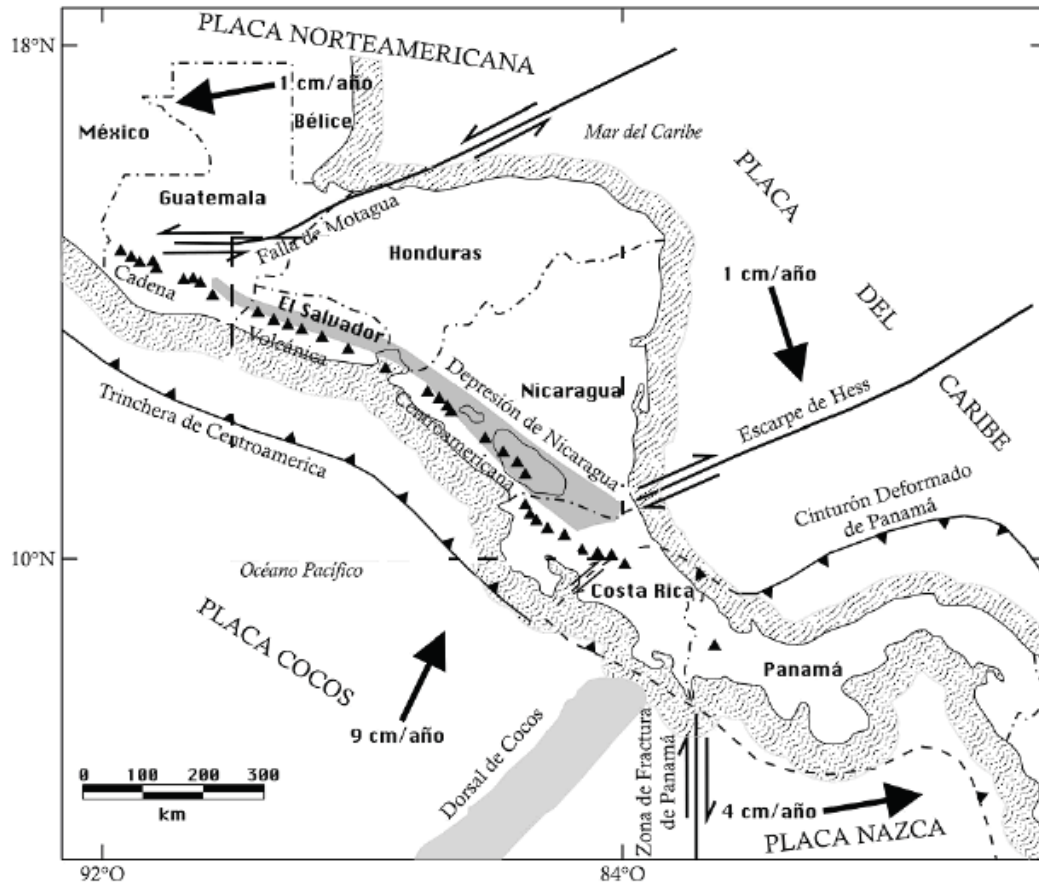 18°N
PLACA NORTEAMERICANA
1 cm/año
México
Bélice
Mar del Caribe
PLACA
DEL
CARIBE
Guatemala
Falla de Motagua
Honduras
1 cm/año
Cadena
Volcánica
Centroamericana
El Salvador
Depresión de Nicaragua
Nicaragua
Escarpe de Hess
Trinchera de Centroamerica
Cinturón Deformado
de Panamá
10°N
Océano Pacífico
Costa Rica
PLACA COCOS
Panamá
9 cm/año
Dorsal de Cocos
Zona de Fractura
de Panamá
0 100 200 300
km
4 cm/año
PLACA NAZCA
92°O
84°O